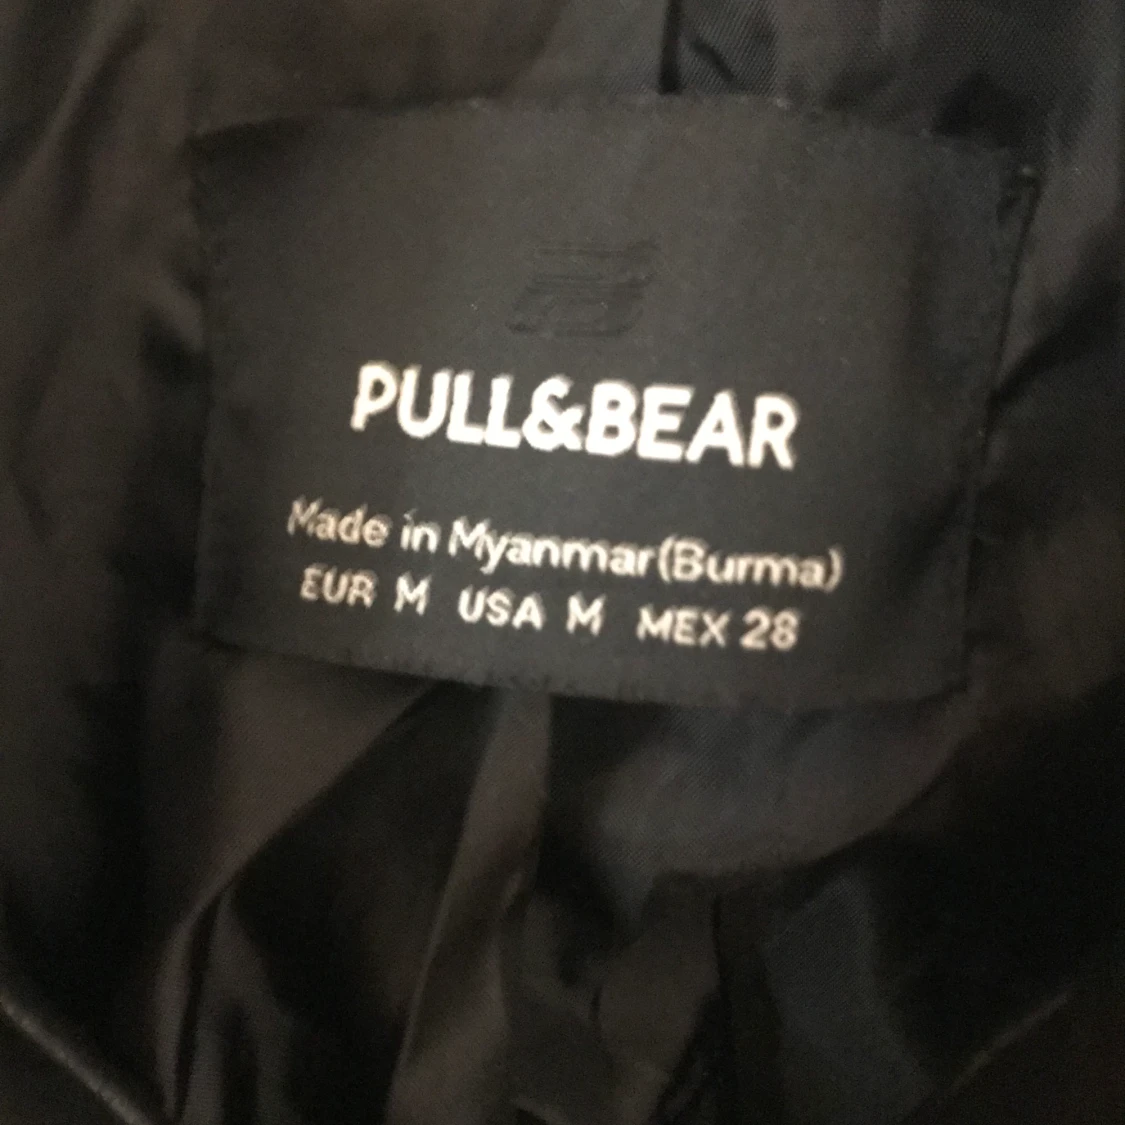 PULL&BEAR
Made in Myanmar(Burma)
EUR M USA M MEX 28